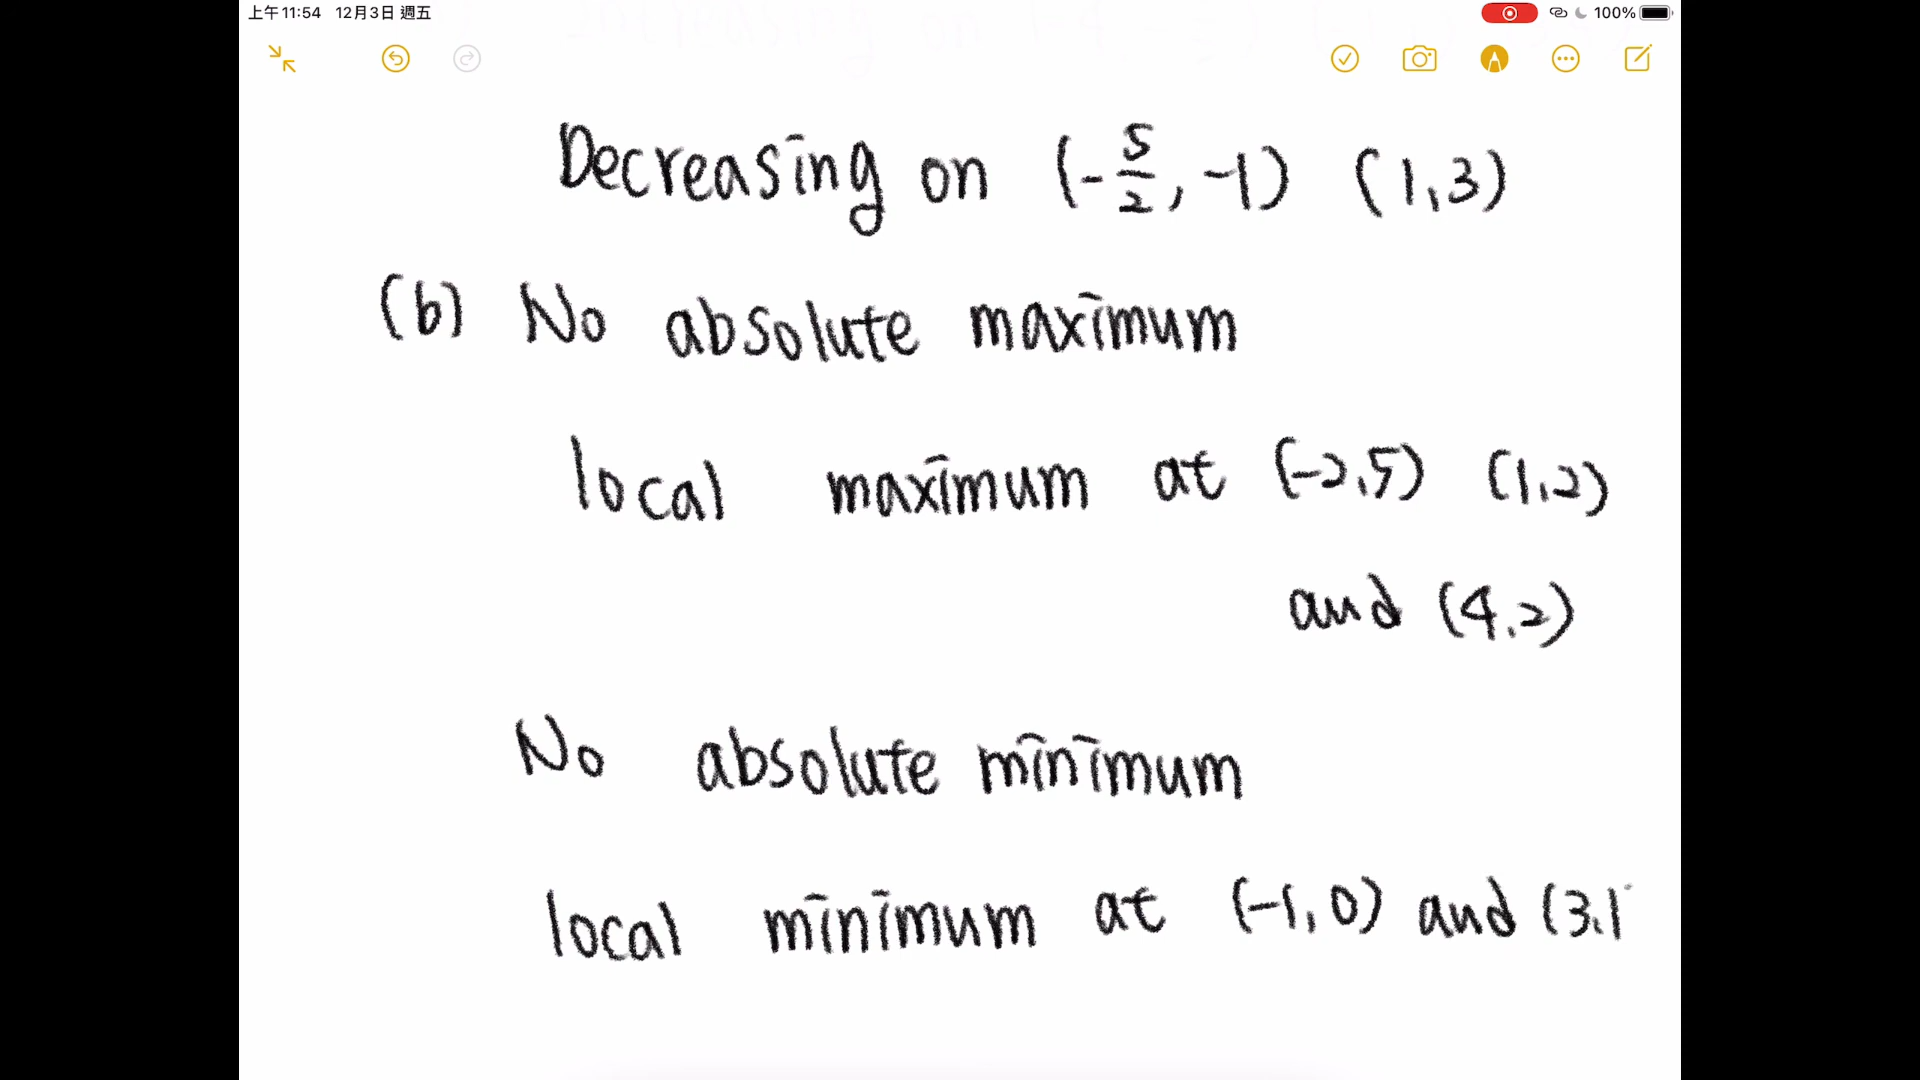 上午11:54 12月3日 週五 100%
Decreasing on (-5/2, -1) (1,3)
(b) No absolute maximum
local maximum at (-2,5) (1,2)
and (4,2)
No absolute minimum
local minimum at (-1,0) and (3,1